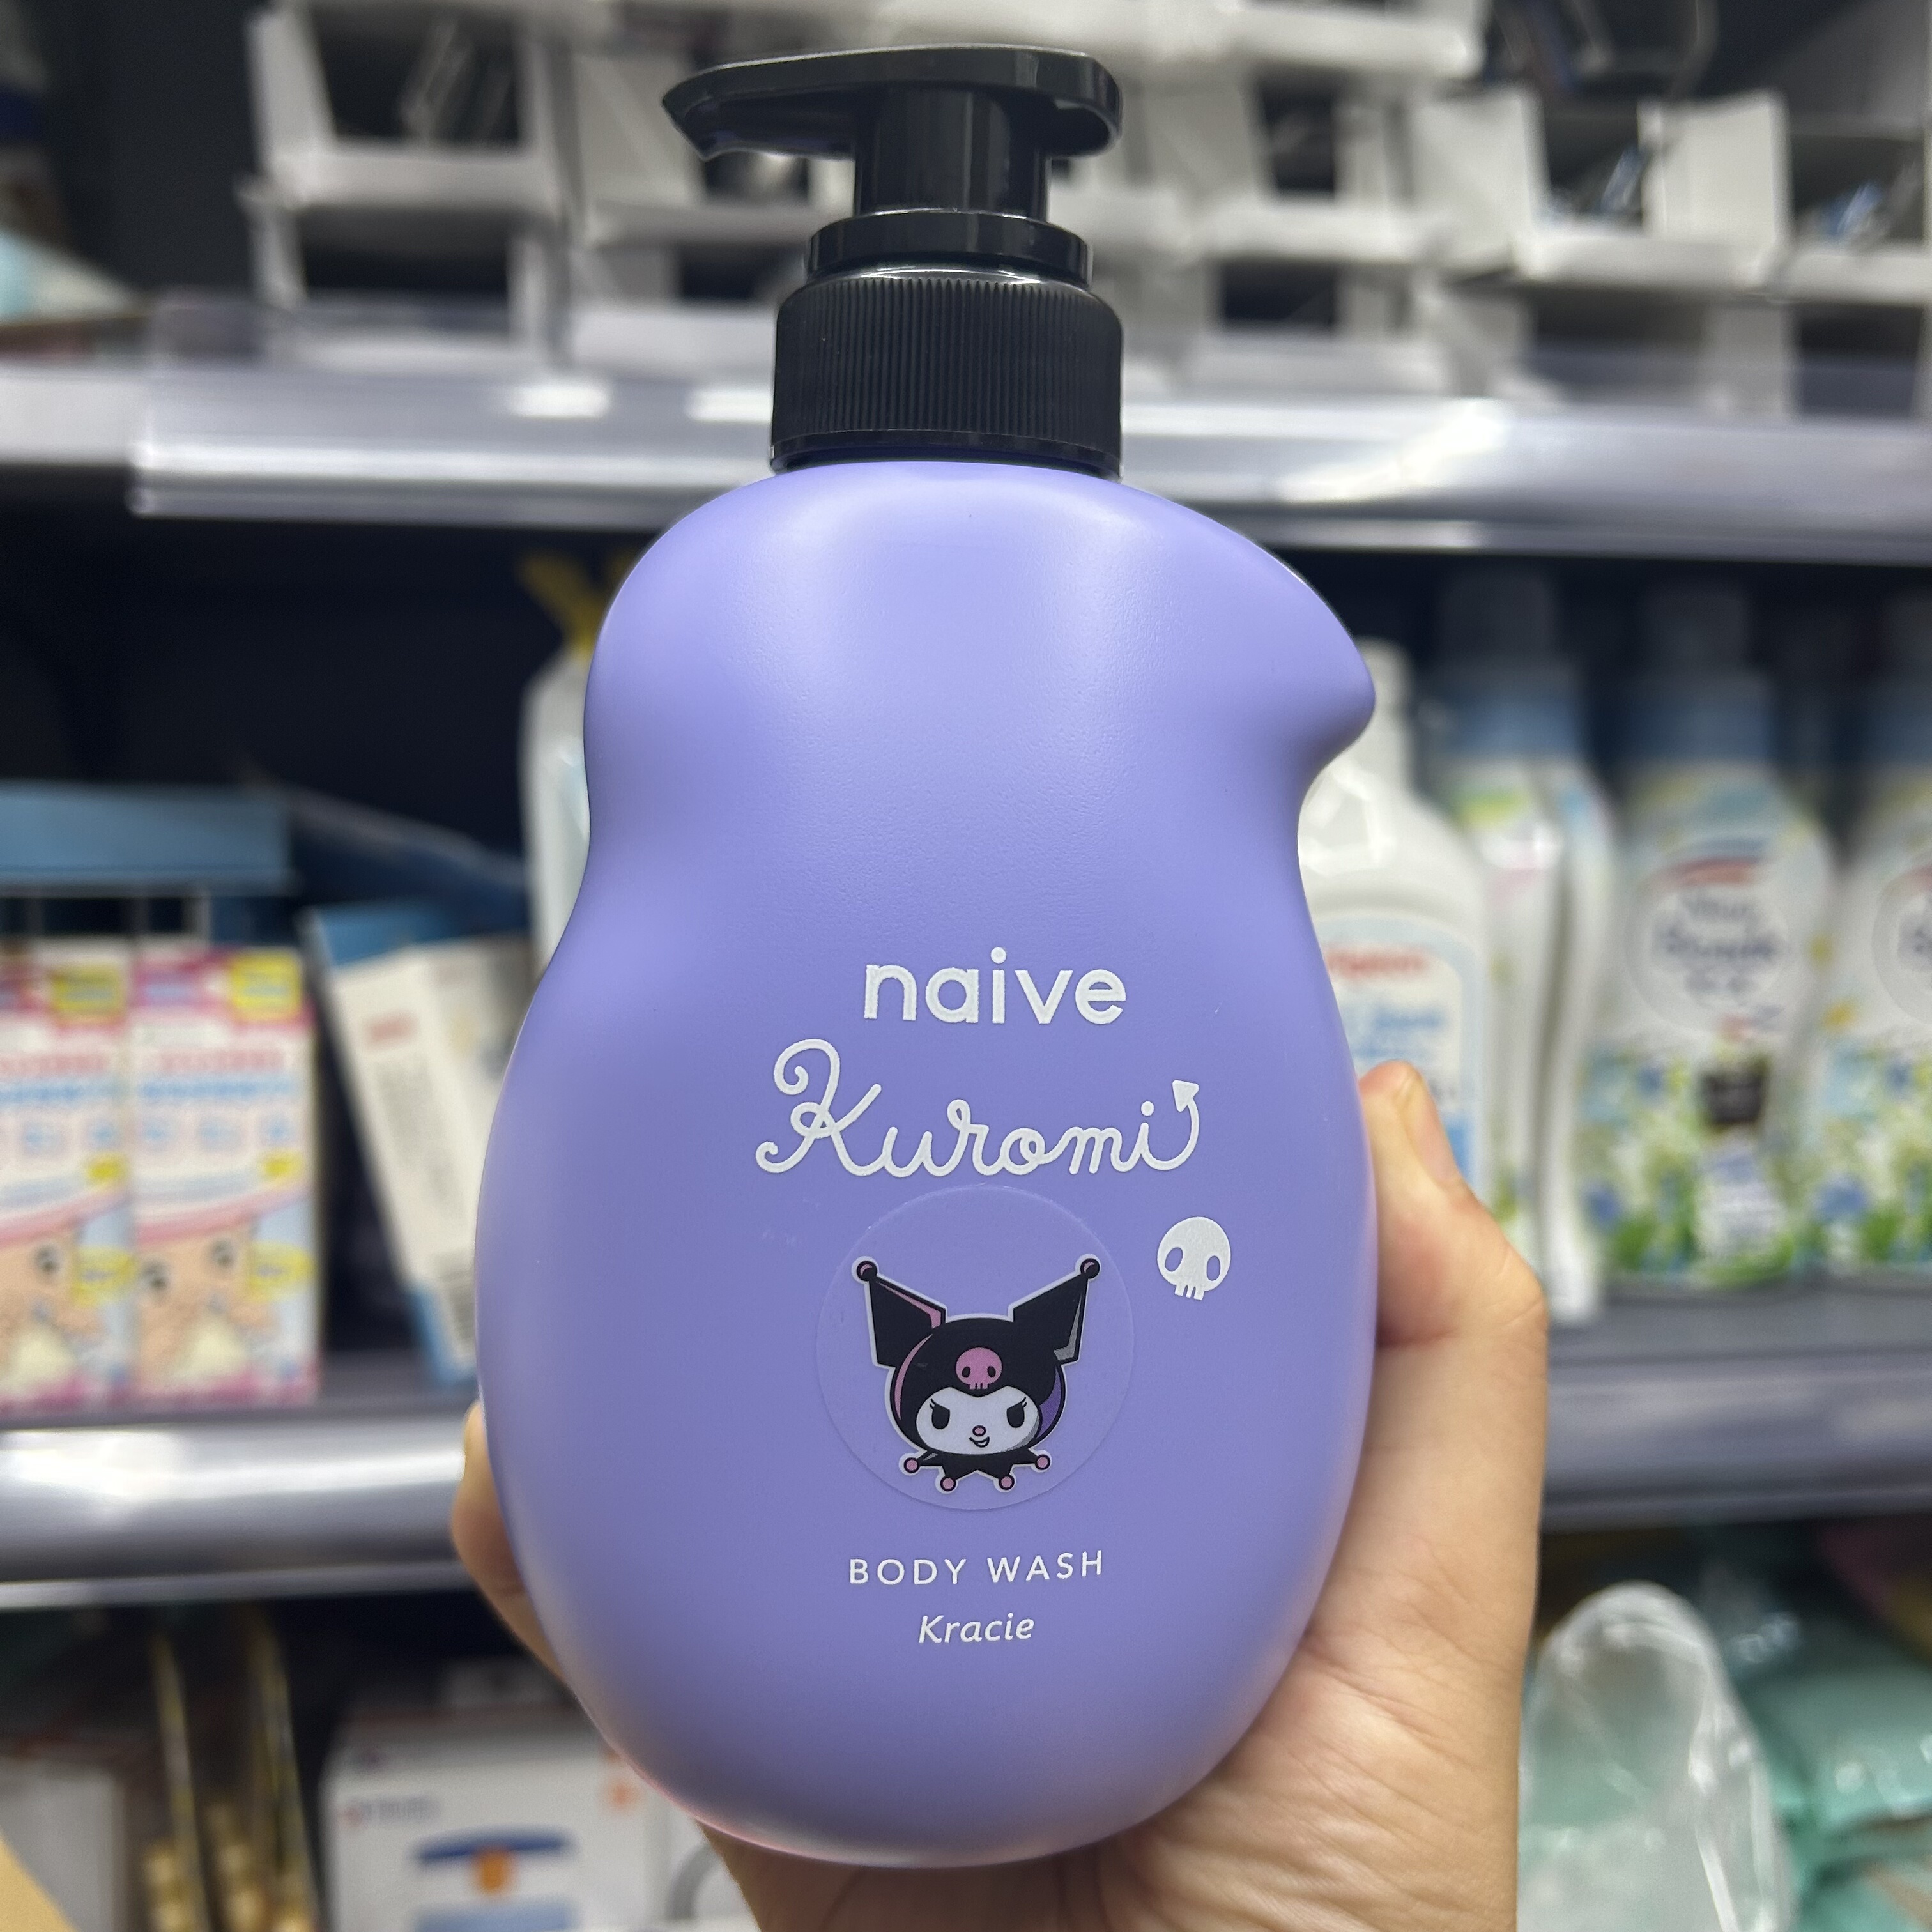 naive
Kuromi
BODY WASH
Kracie